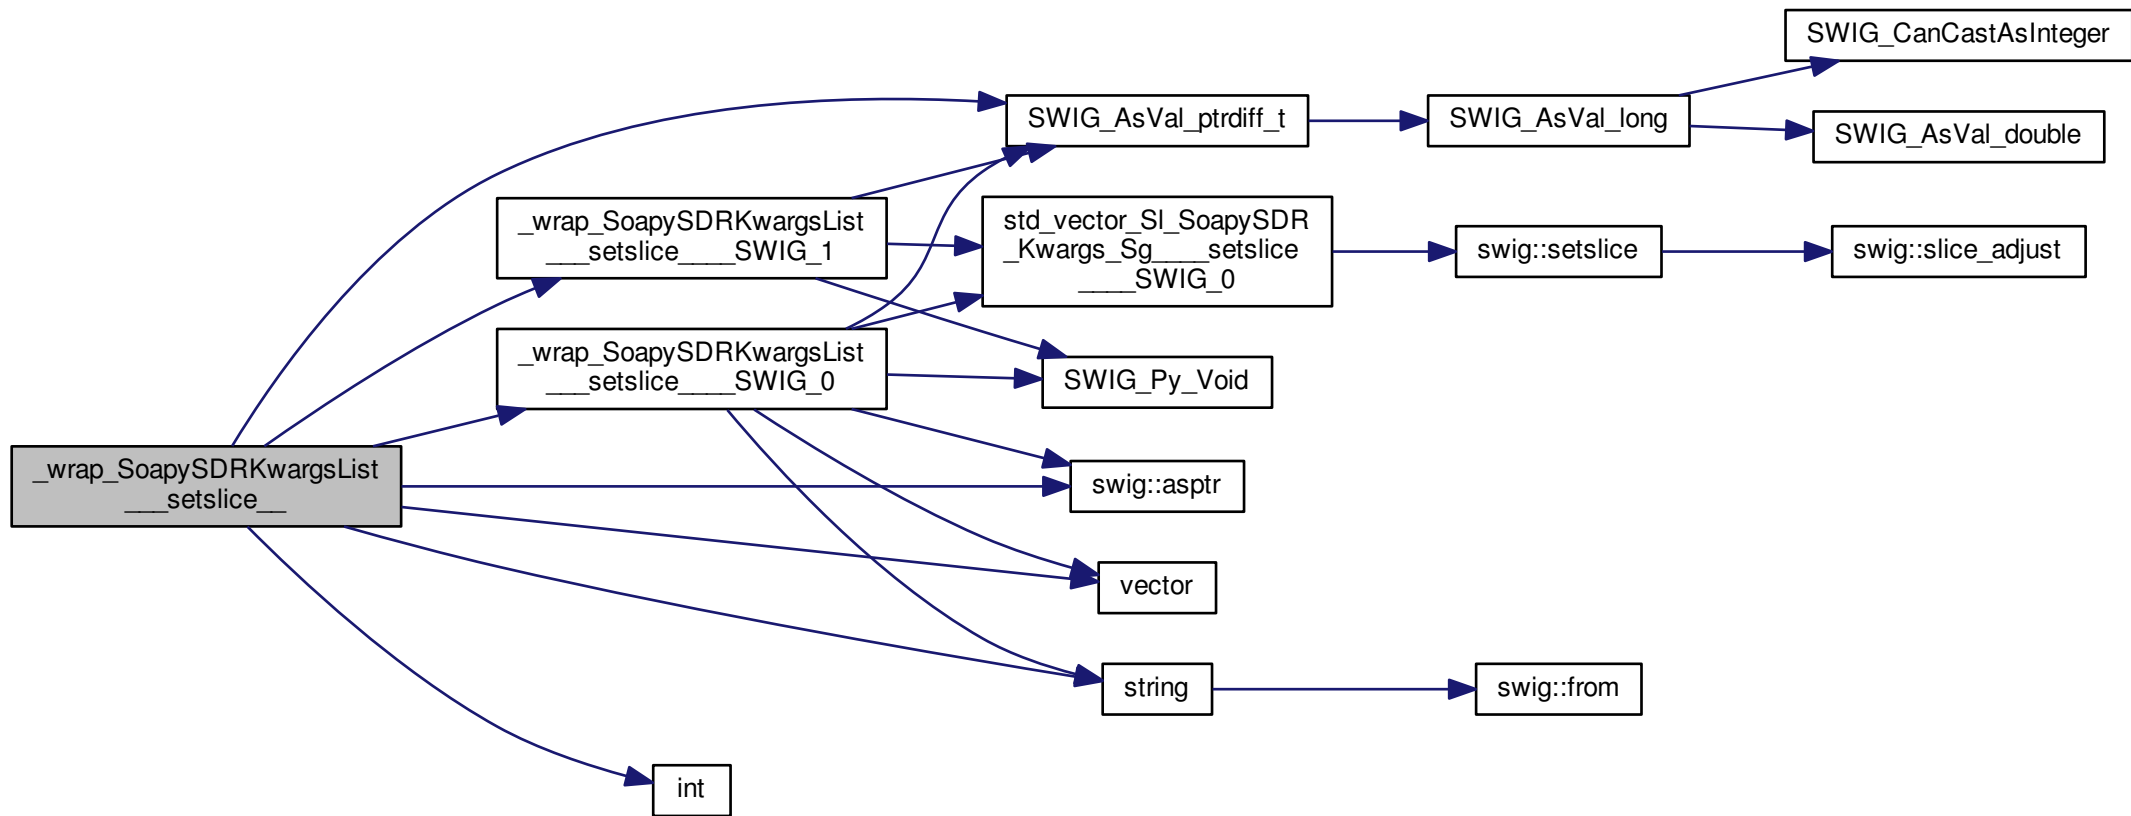 SWIG_CanCastAsInteger
SWIG_AsVal_ptrdiff_t
SWIG_AsVal_long
SWIG_AsVal_double
_wrap_SoapySDRKwargsList
___setslice____SWIG_1
std_vector_Sl_SoapySDR
_Kwargs_Sg____setslice
____SWIG_0
swig::setslice
swig::slice_adjust
_wrap_SoapySDRKwargsList
___setslice____SWIG_0
SWIG_Py_Void
_wrap_SoapySDRKwargsList
___setslice__
swig::asptr
vector
string
swig::from
int